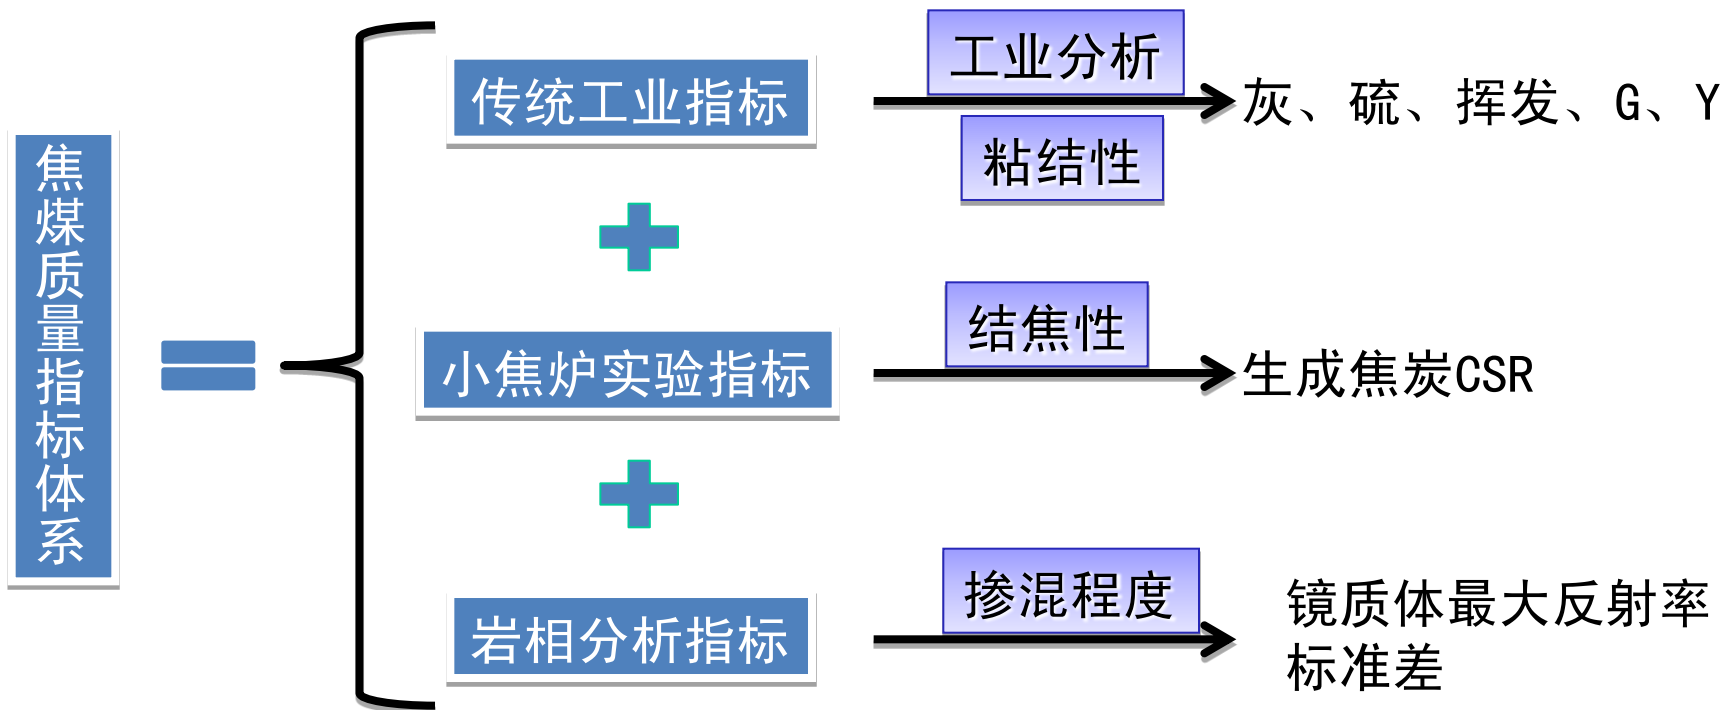 焦煤质量指标体系
传统工业指标
工业分析
粘结性
灰、硫、挥发、G、Y
小焦炉实验指标
结焦性
生成焦炭CSR
岩相分析指标
掺混程度
镜质体最大反射率
标准差